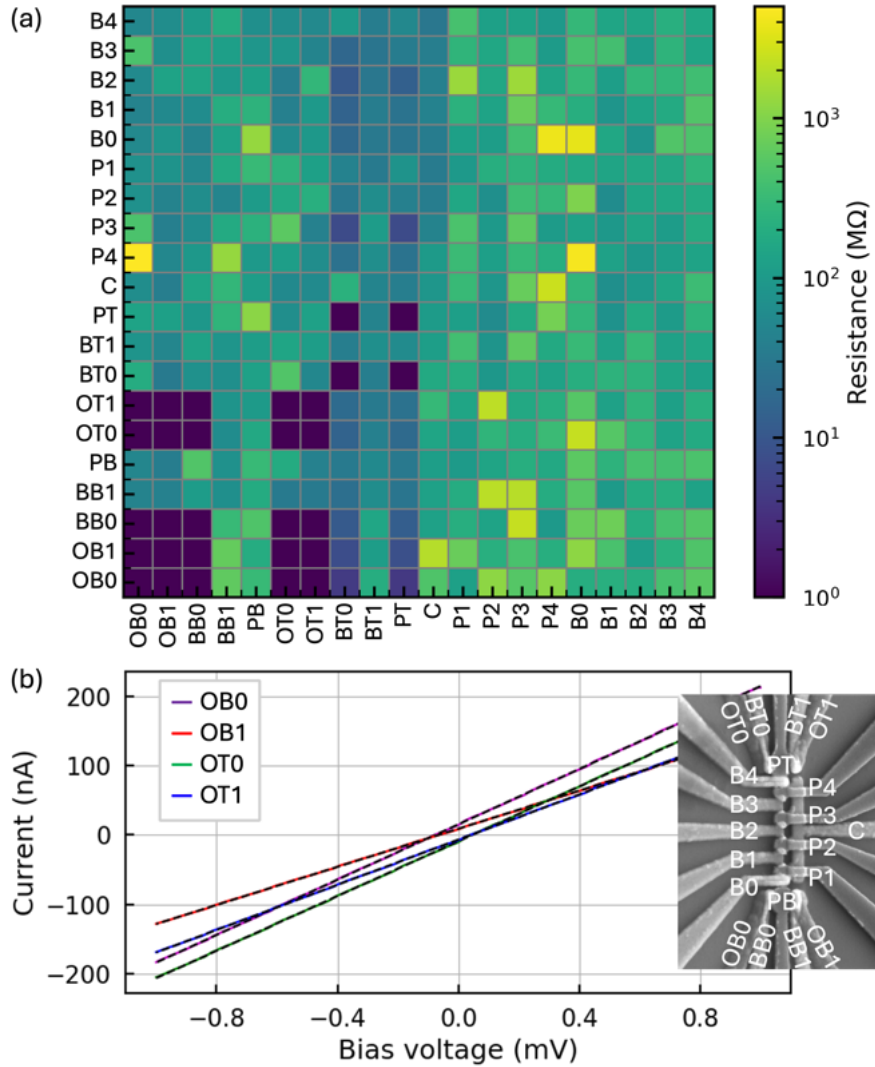 (a)
B4
B3
B2
B1
B0
P1
P2
P3
P4
C
PT
BT1
BT0
OT1
OT0
PB
BB1
BB0
OB1
OB0
OB0 OB1 BB0 BB1 PB OT0 OT1 BT0 BT1 PT C P1 P2 P3 P4 B0 B1 B2 B3 B4
10³
10²
10¹
10⁰
Resistance (MΩ)
(b)
200
100
0
−100
−200
Current (nA)
OB0
OB1
OT0
OT1
−0.8 −0.4 0.0 0.4 0.8
Bias voltage (mV)
OT0 BT0 BT1 OT1
PT
B4 P4
B3 P3
B2 C
P2
B1 P1
B0
PB
OB0 BB0 BB1 OB1